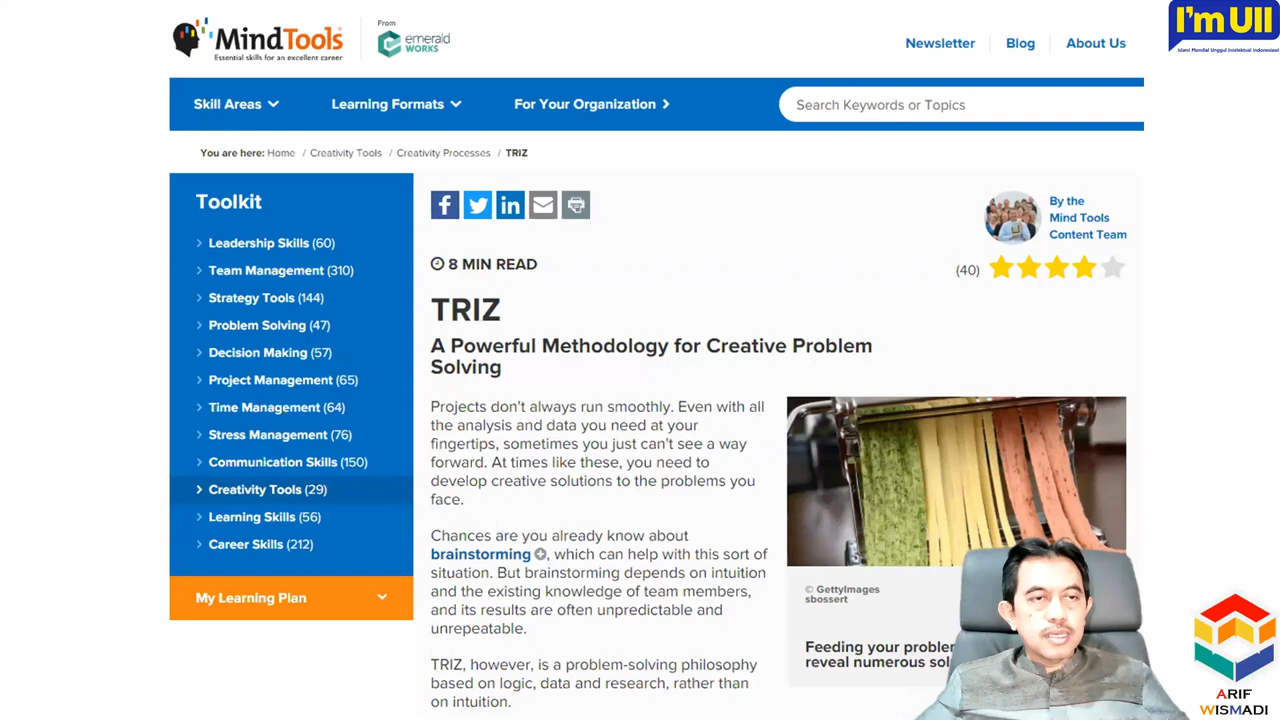 MindTools
Essential skills for an excellent career
From
emerald
WORKS
Newsletter
Blog
About Us
I'm UII
Islami Mondial Unggul Intelektual Indonesiawi
Skill Areas
Learning Formats
For Your Organization
Search Keywords or Topics
You are here: Home / Creativity Tools / Creativity Processes / TRIZ
Toolkit
Leadership Skills (60)
Team Management (310)
Strategy Tools (144)
Problem Solving (47)
Decision Making (57)
Project Management (65)
Time Management (64)
Stress Management (76)
Communication Skills (150)
Creativity Tools (29)
Learning Skills (56)
Career Skills (212)
My Learning Plan
By the
Mind Tools
Content Team
(40)
8 MIN READ
TRIZ
A Powerful Methodology for Creative Problem
Solving
Projects don't always run smoothly. Even with all
the analysis and data you need at your
fingertips, sometimes you just can't see a way
forward. At times like these, you need to
develop creative solutions to the problems you
face.
Chances are you already know about
brainstorming , which can help with this sort of
situation. But brainstorming depends on intuition
and the existing knowledge of team members,
and its results are often unpredictable and
unrepeatable.
TRIZ, however, is a problem-solving philosophy
based on logic, data and research, rather than
on intuition.
© GettyImages
sbossert
Feeding your
reveal numerous
ARIF
WISMADI